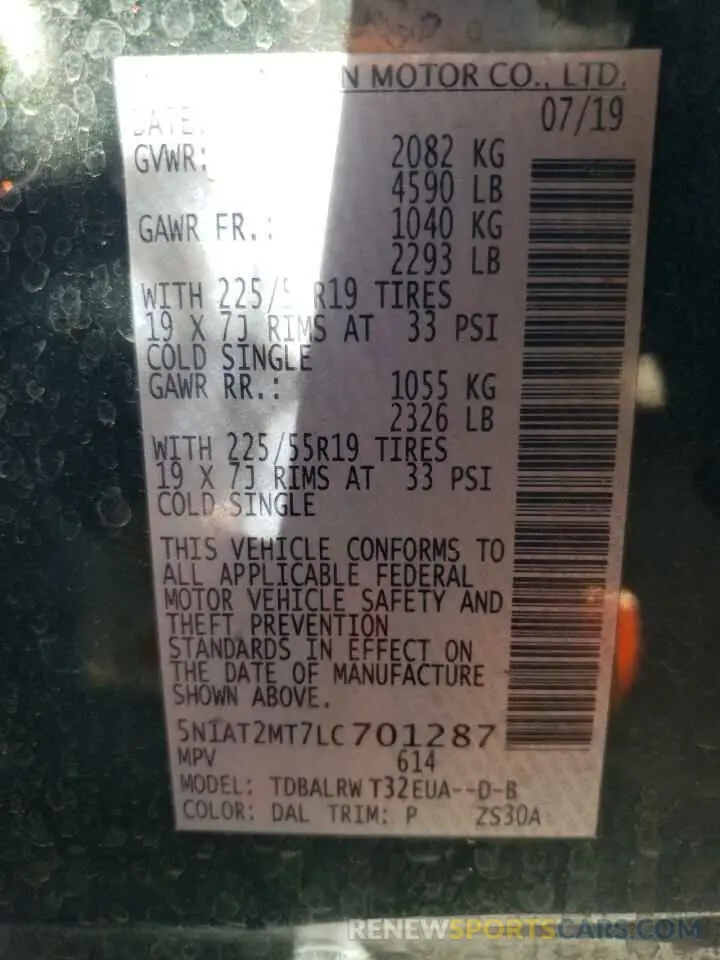 MOTOR CO., LTD.
DATE: 07/19
GVWR: 2082 KG
4590 LB
GAWR FR.: 1040 KG
2293 LB
WITH R19 TIRES
19 X 7J RIMS AT 33 PSI
COLD SINGLE
GAWR RR.: 1055 KG
2326 LB
WITH 225/55R19 TIRES
19 X 7J RIMS AT 33 PSI
COLD SINGLE
THIS VEHICLE CONFORMS TO
ALL APPLICABLE FEDERAL
MOTOR VEHICLE SAFETY AND
THEFT PREVENTION
STANDARDS IN EFFECT ON
THE DATE OF MANUFACTURE
SHOWN ABOVE.
5N1AT2MT7LC701287
MPV 614
MODEL: TDBALRW T32EUA--D-B
COLOR: DAL TRIM: P ZS30A
RENEWSPORTSCARS.COM